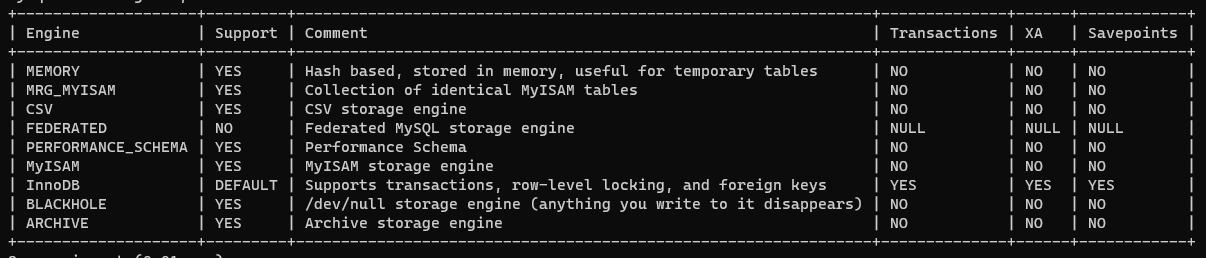 +--------------------+---------+----------------------------------------------------------------+--------------+------+------------+
| Engine             | Support | Comment                                                        | Transactions | XA   | Savepoints |
+--------------------+---------+----------------------------------------------------------------+--------------+------+------------+
| MEMORY             | YES     | Hash based, stored in memory, useful for temporary tables      | NO           | NO   | NO         |
| MRG_MYISAM         | YES     | Collection of identical MyISAM tables                          | NO           | NO   | NO         |
| CSV                | YES     | CSV storage engine                                             | NO           | NO   | NO         |
| FEDERATED          | NO      | Federated MySQL storage engine                                 | NULL         | NULL | NULL       |
| PERFORMANCE_SCHEMA | YES     | Performance Schema                                             | NO           | NO   | NO         |
| MyISAM             | YES     | MyISAM storage engine                                          | NO           | NO   | NO         |
| InnoDB             | DEFAULT | Supports transactions, row-level locking, and foreign keys     | YES          | YES  | YES        |
| BLACKHOLE          | YES     | /dev/null storage engine (anything you write to it disappears) | NO           | NO   | NO         |
| ARCHIVE            | YES     | Archive storage engine                                         | NO           | NO   | NO         |
+--------------------+---------+----------------------------------------------------------------+--------------+------+------------+